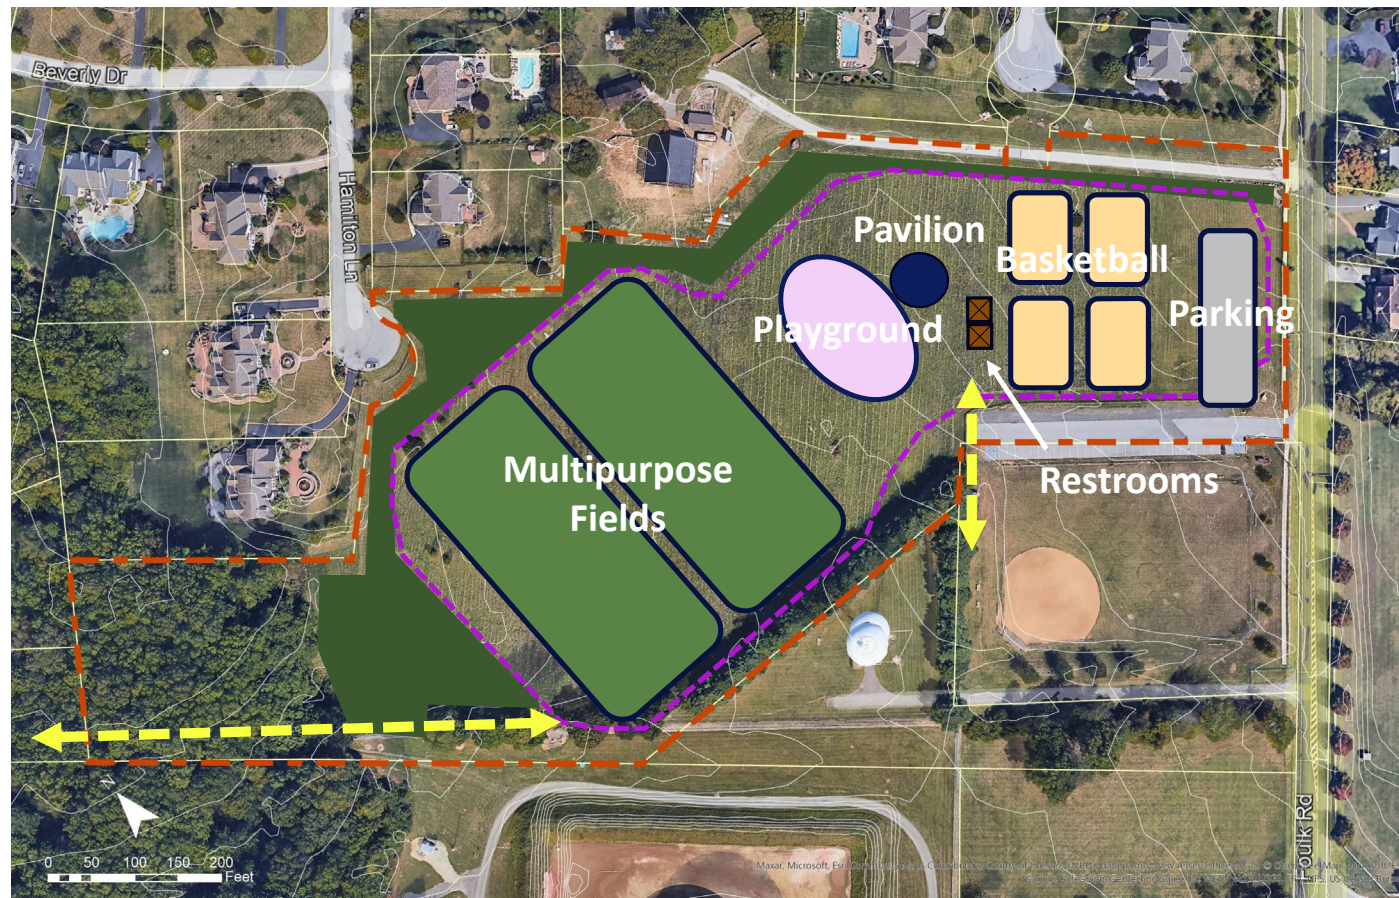 Beverly Dr
Hamilton Ln
Pavilion
Basketball
Playground
Parking
Multipurpose
Fields
Restrooms
N
0 50 100 150 200
Feet
Maxar, Microsoft